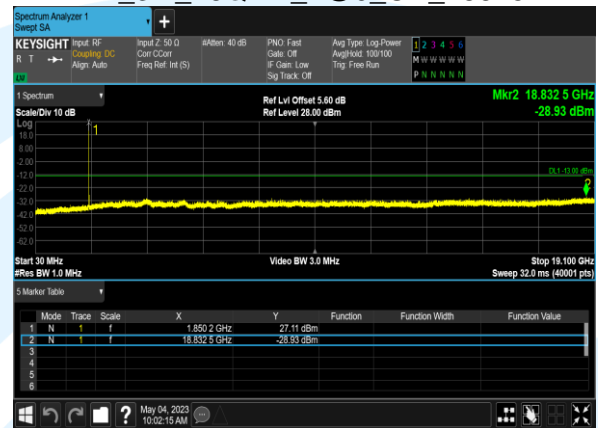 Spectrum Analyzer 1
Swept SA
KEYSIGHT Input: RF Input Z: 50 Ω #Atten: 40 dB PNO: Fast Avg Type: Log-Power 1 2 3 4 5 6
R T Coupling: DC Corr CCorr Gate: Off Avg|Hold: 100/100 M W W W W W
Align: Auto Freq Ref: Int (S) IF Gain: Low Trig: Free Run
Sig Track: Off P N N N N N
1 Spectrum Ref Lvl Offset 5.60 dB Mkr2 18.832 5 GHz
Scale/Div 10 dB Ref Level 28.00 dBm -28.93 dBm
Log
18.0 1
8.00
-2.00
-12.0 DL1 -13.00 dBm
-22.0 2
-32.0
-42.0
-52.0
-62.0
Start 30 MHz Video BW 3.0 MHz Stop 19.100 GHz
#Res BW 1.0 MHz Sweep 32.0 ms (40001 pts)
5 Marker Table
Mode Trace Scale X Y Function Function Width Function Value
1 N 1 f 1.850 2 GHz 27.11 dBm
2 N 1 f 18.832 5 GHz -28.93 dBm
3
4
5
6
? May 04, 2023
10:02:15 AM